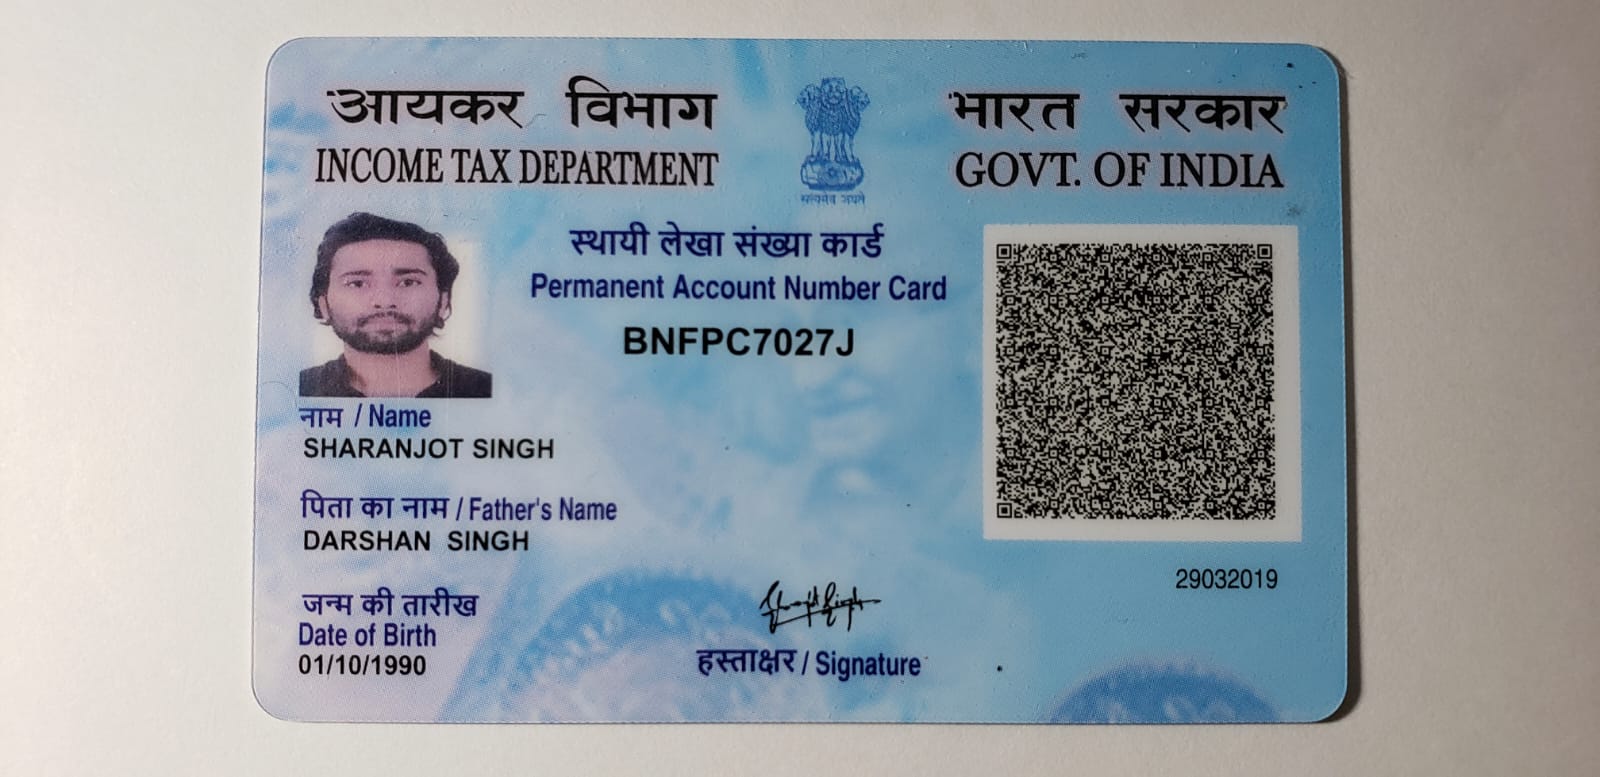 आयकर विभाग
INCOME TAX DEPARTMENT
सत्यमेव जयते
भारत सरकार
GOVT. OF INDIA
स्थायी लेखा संख्या कार्ड
Permanent Account Number Card
BNFPC7027J
नाम / Name
SHARANJOT SINGH
पिता का नाम / Father's Name
DARSHAN SINGH
जन्म की तारीख
Date of Birth
01/10/1990
हस्ताक्षर / Signature
29032019